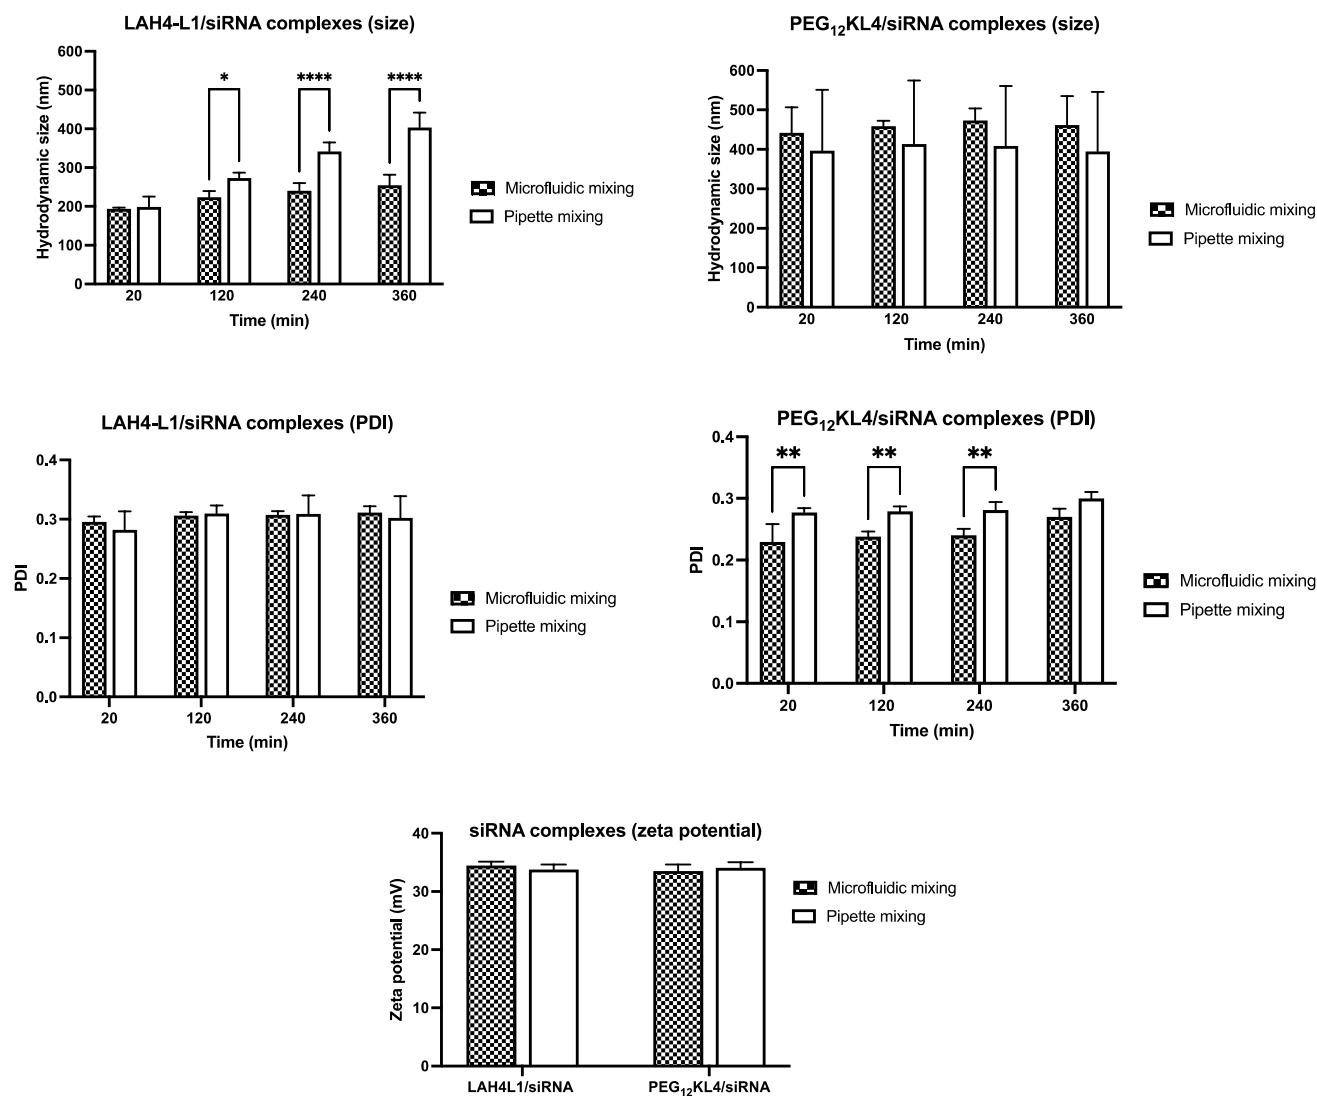 LAH4-L1/siRNA complexes (size)
Hydrodynamic size (nm)
600
500
400
300
200
100
0
* **** ****
20 120 240 360
Time (min)
Microfluidic mixing
Pipette mixing
PEG₁₂KL4/siRNA complexes (size)
Hydrodynamic size (nm)
600
500
400
300
200
100
0
20 120 240 360
Time (min)
Microfluidic mixing
Pipette mixing
LAH4-L1/siRNA complexes (PDI)
PDI
0.4
0.3
0.2
0.1
0.0
20 120 240 360
Time (min)
Microfluidic mixing
Pipette mixing
PEG₁₂KL4/siRNA complexes (PDI)
PDI
0.4
0.3
0.2
0.1
0.0
** ** **
20 120 240 360
Time (min)
Microfluidic mixing
Pipette mixing
siRNA complexes (zeta potential)
Zeta potential (mV)
40
30
20
10
0
LAH4L1/siRNA PEG₁₂KL4/siRNA
Microfluidic mixing
Pipette mixing